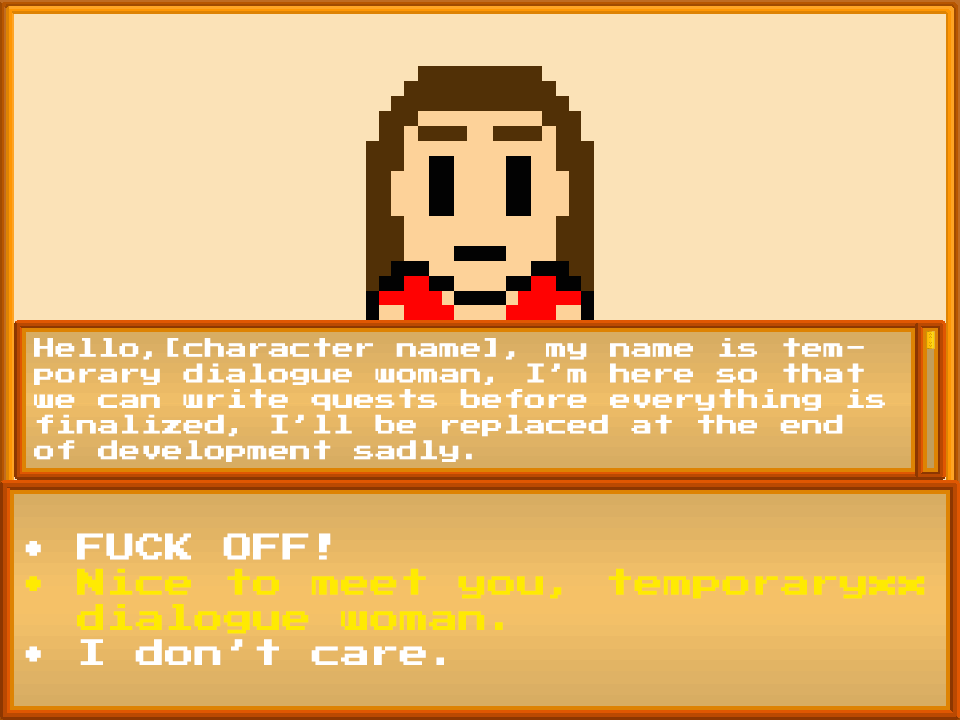 Hello,[character name], my name is tem-
porary dialogue woman, I'm here so that
we can write quests before everything is
finalized, I'll be replaced at the end
of development sadly.
• FUCK OFF!
• Nice to meet you, temporaryxx
dialogue woman.
• I don't care.